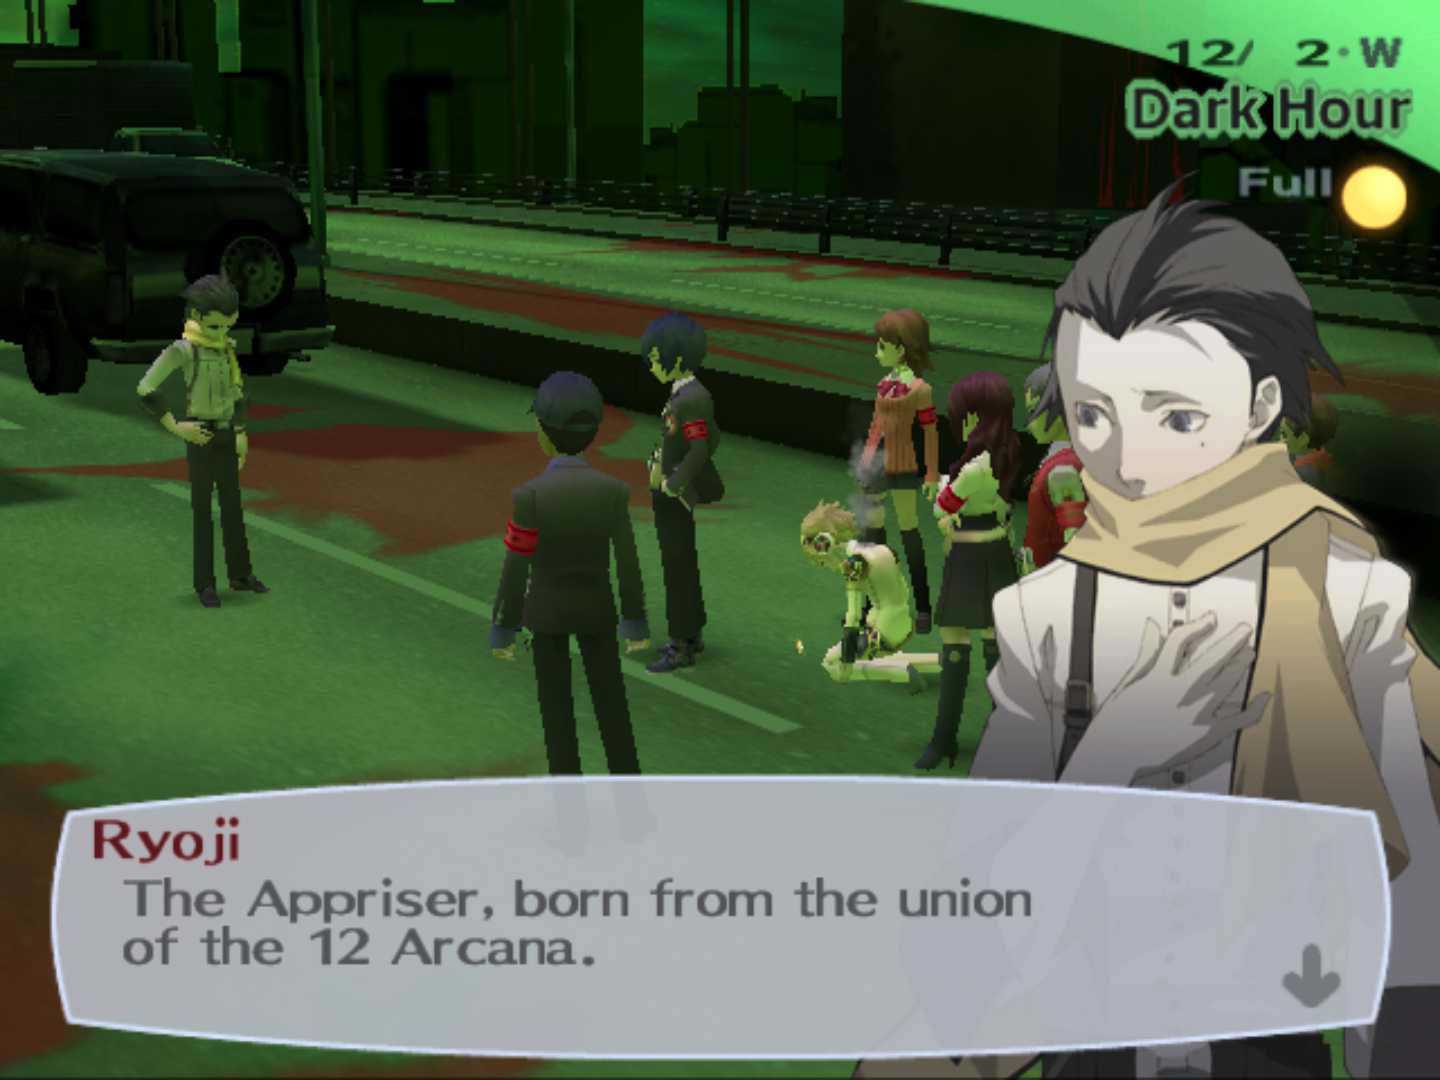 12/ 2·W
Dark Hour
Full
Ryoji
The Appriser, born from the union
of the 12 Arcana.